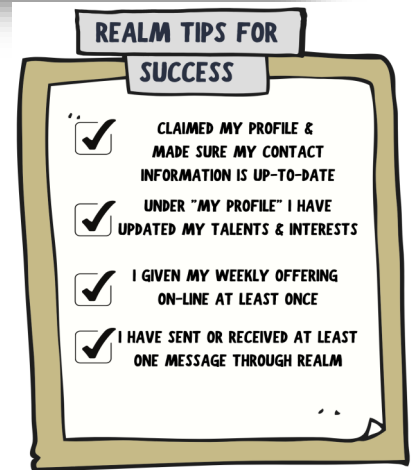 REALM TIPS FOR
SUCCESS
CLAIMED MY PROFILE &
MADE SURE MY CONTACT
INFORMATION IS UP-TO-DATE
UNDER "MY PROFILE" I HAVE
UPDATED MY TALENTS & INTERESTS
I GIVEN MY WEEKLY OFFERING
ON-LINE AT LEAST ONCE
I HAVE SENT OR RECEIVED AT LEAST
ONE MESSAGE THROUGH REALM